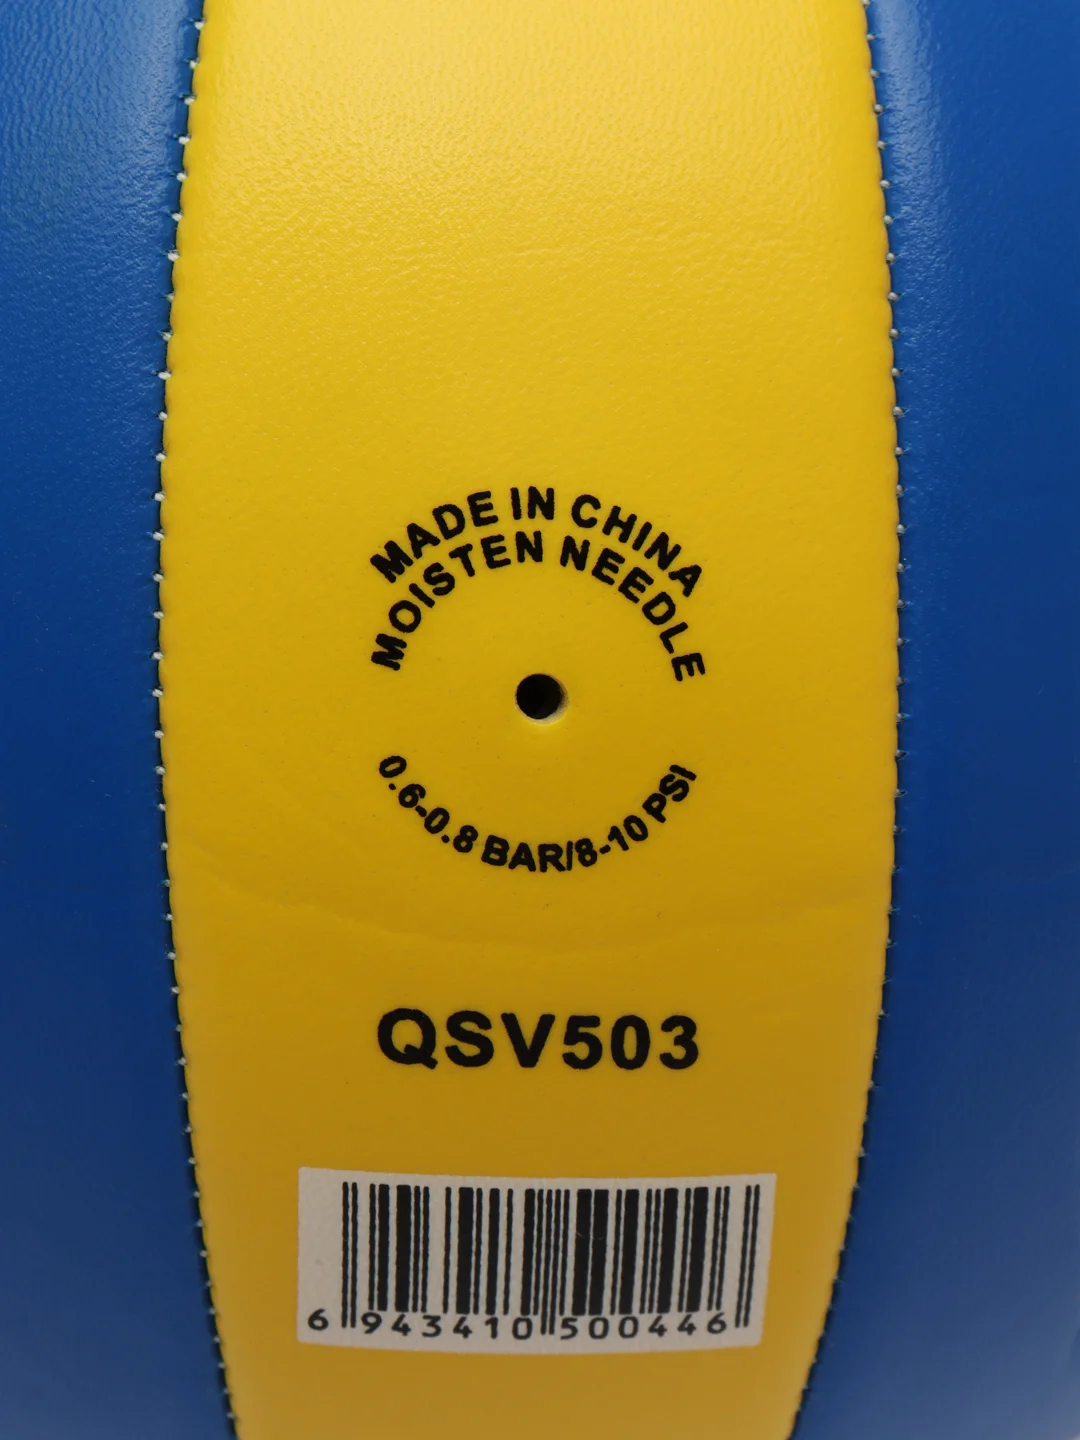 MADE IN CHINA
MOISTEN NEEDLE
0.6-0.8 BAR/8-10 PSI
QSV503
6 943410 500446